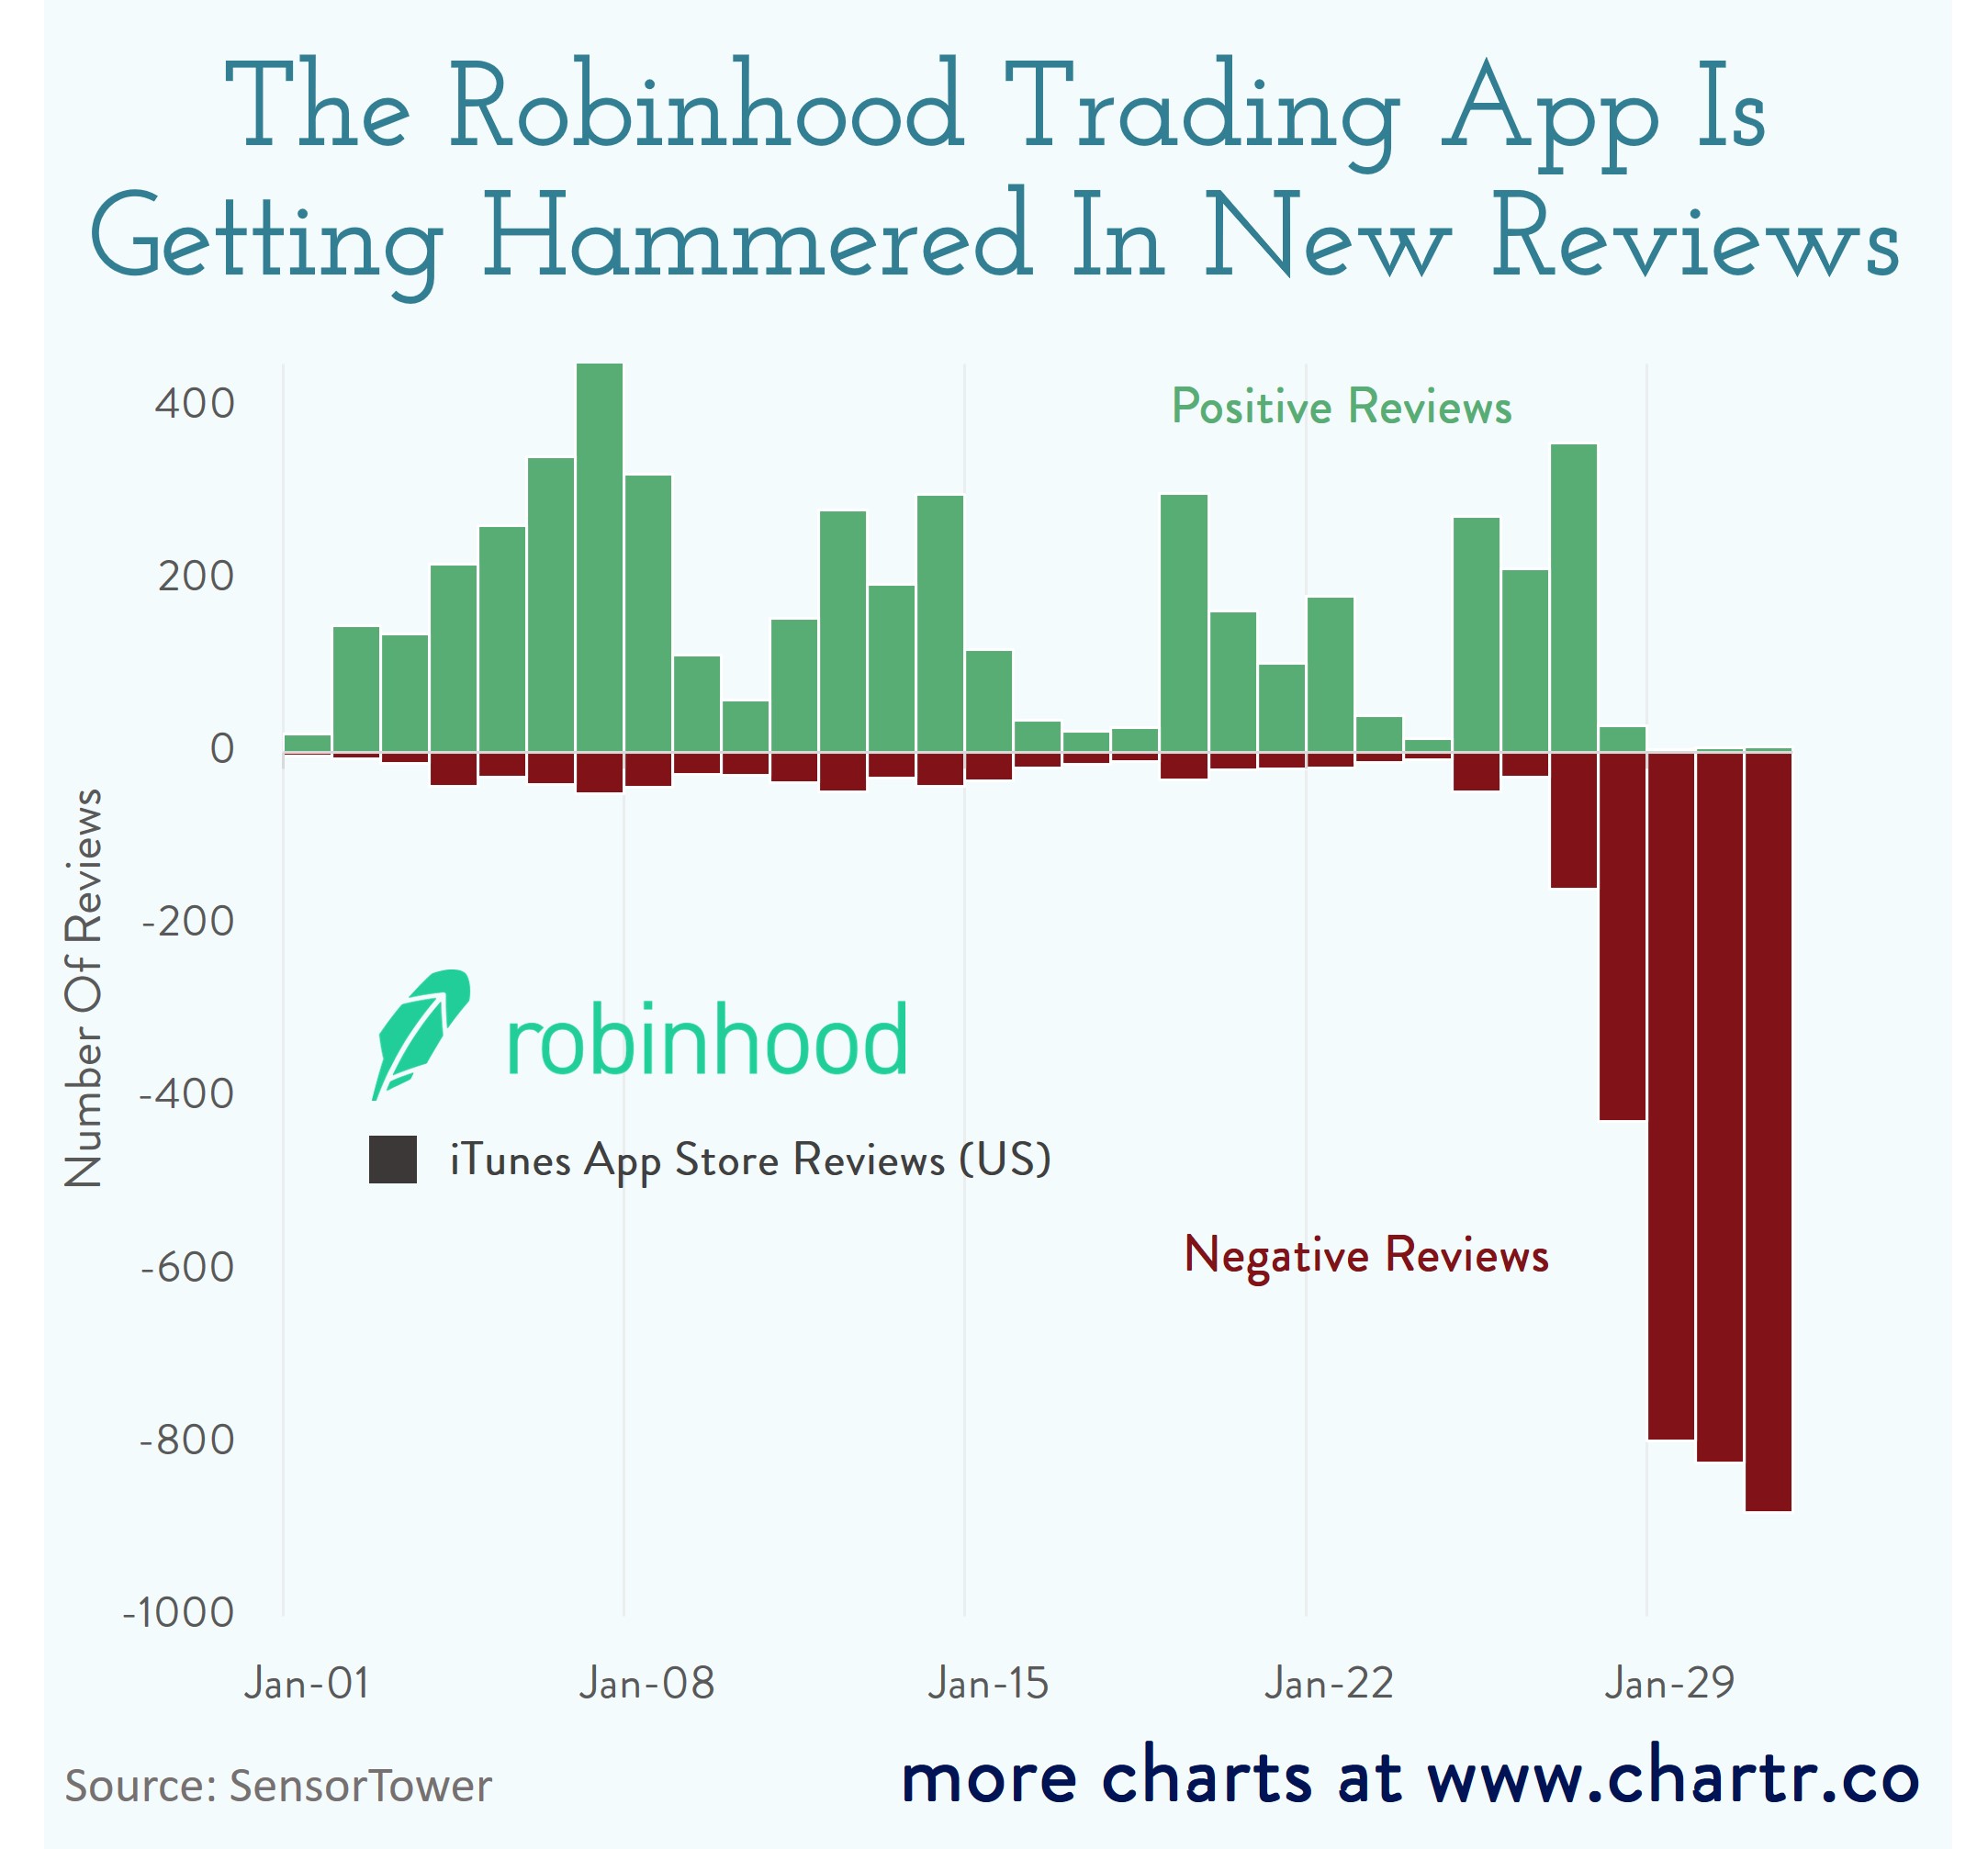 The Robinhood Trading App Is
Getting Hammered In New Reviews
400
200
0
-200
-400
-600
-800
-1000
Number Of Reviews
Positive Reviews
robinhood
iTunes App Store Reviews (US)
Negative Reviews
Jan-01
Jan-08
Jan-15
Jan-22
Jan-29
Source: SensorTower
more charts at www.chartr.co